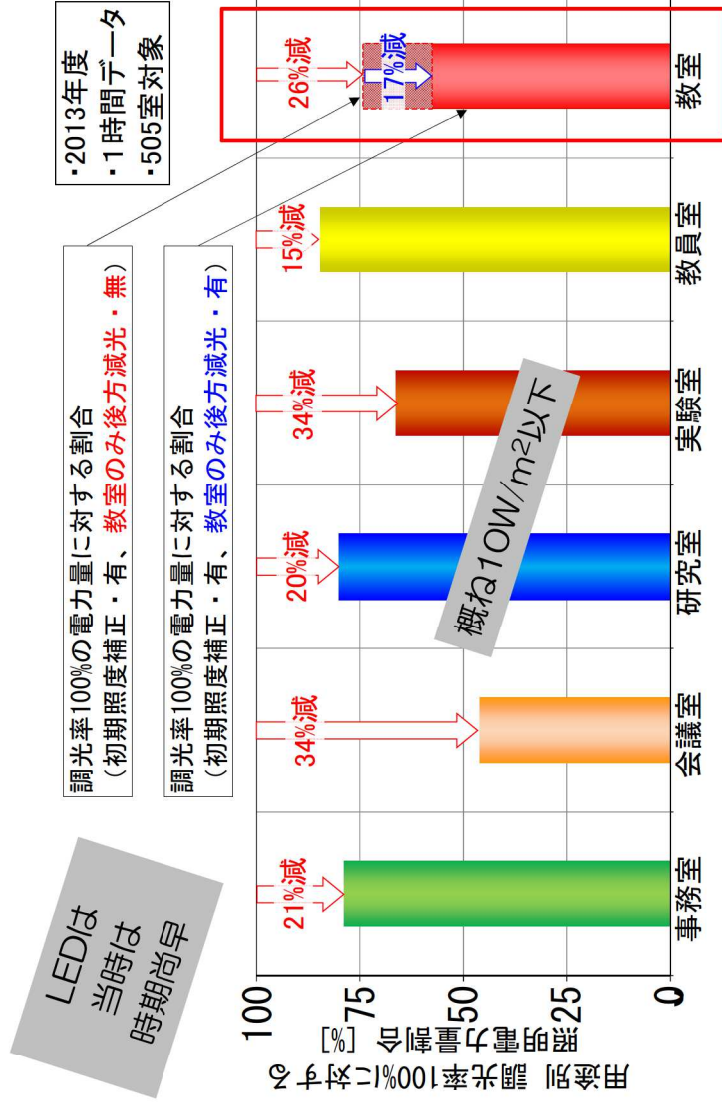 LEDは
当時は
時期尚早
調光率100%の電力量に対する割合
(初期照度補正・有、教室のみ後方減光・無)
調光率100%の電力量に対する割合
(初期照度補正・有、教室のみ後方減光・有)
・2013年度
・1時間データ
・505室対象
用途別 調光率100%に対する
照明電力量割合 [%]
100
75
50
25
0
21%減
34%減
20%減
34%減
15%減
26%減
17%減
概ね10W/m²以下
事務室
会議室
研究室
実験室
教員室
教室